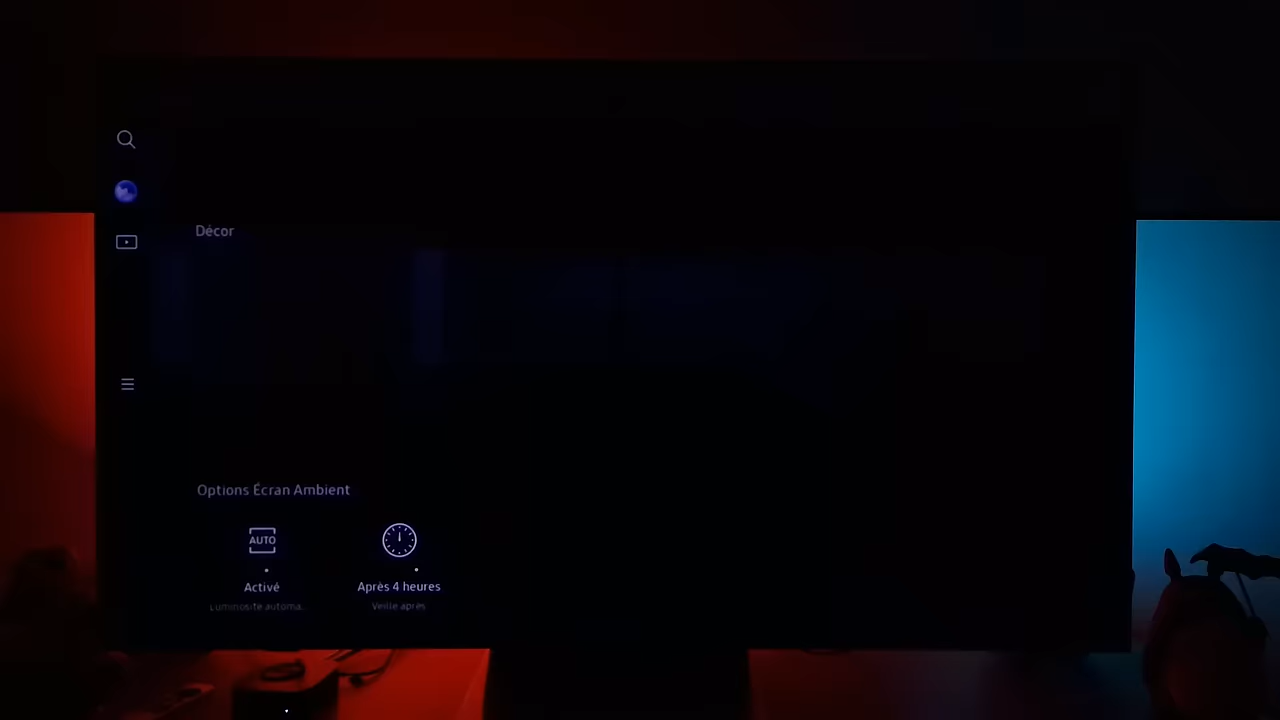 Décor
Options Écran Ambient
AUTO
Activé
Après 4 heures
Luminosité automa...
Veille après